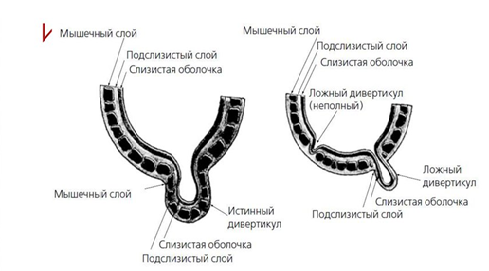 Мышечный слой
Подслизистый слой
Слизистая оболочка
Мышечный слой
Истинный
дивертикул
Слизистая оболочка
Подслизистый слой
Мышечный слой
Подслизистый слой
Слизистая оболочка
Ложный дивертикул
(неполный)
Ложный
дивертикул
Слизистая оболочка
Подслизистый слой